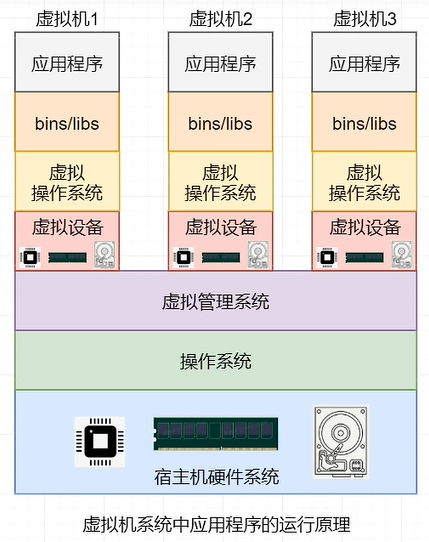 虚拟机1 虚拟机2 虚拟机3
应用程序 应用程序 应用程序
bins/libs bins/libs bins/libs
虚拟 虚拟 虚拟
操作系统 操作系统 操作系统
虚拟设备 虚拟设备 虚拟设备
虚拟管理系统
操作系统
宿主机硬件系统
虚拟机系统中应用程序的运行原理